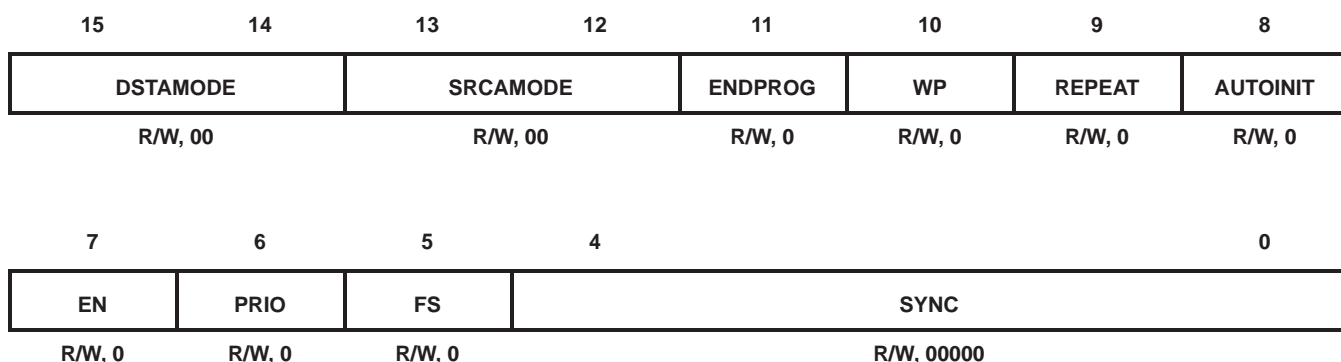 15 14 13 12 11 10 9 8
DSTAMODE SRCAMODE ENDPROG WP REPEAT AUTOINIT
R/W, 00 R/W, 00 R/W, 0 R/W, 0 R/W, 0 R/W, 0
7 6 5 4 0
EN PRIO FS SYNC
R/W, 0 R/W, 0 R/W, 0 R/W, 00000